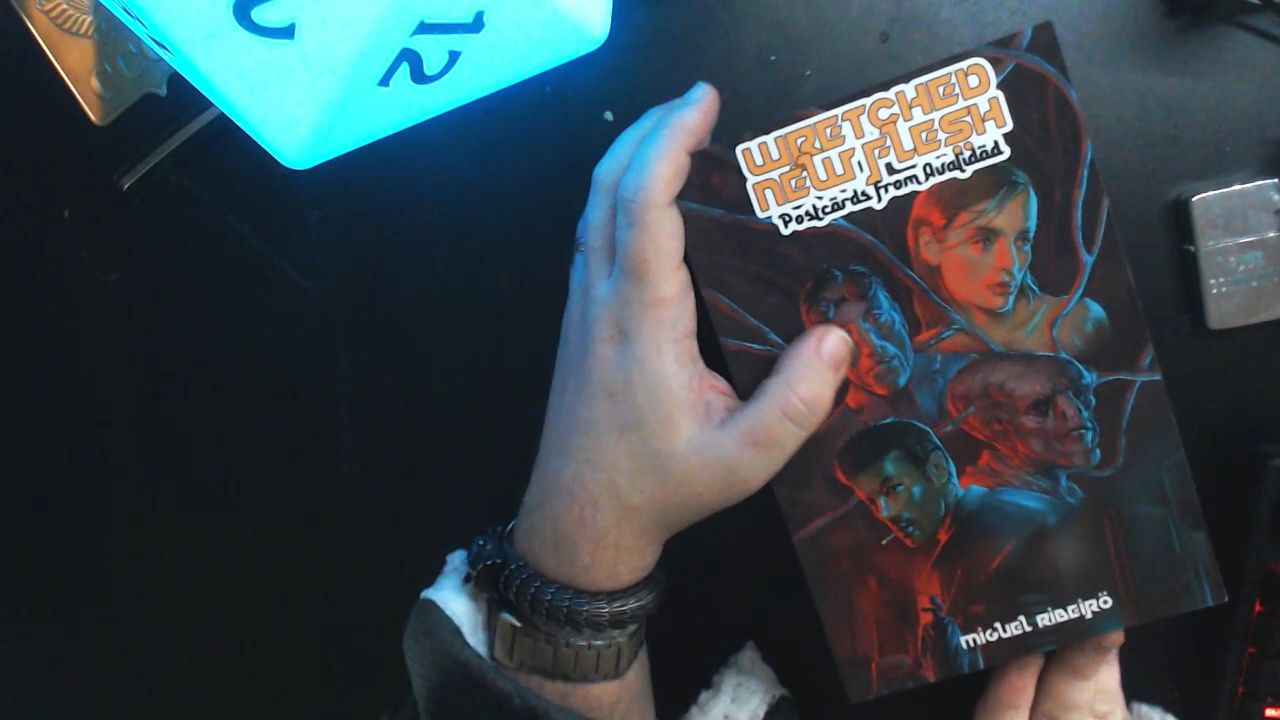 12
WRETCHED
NEW FLESH
Postcards from Avalidad
MIGUEL RIBEIRO